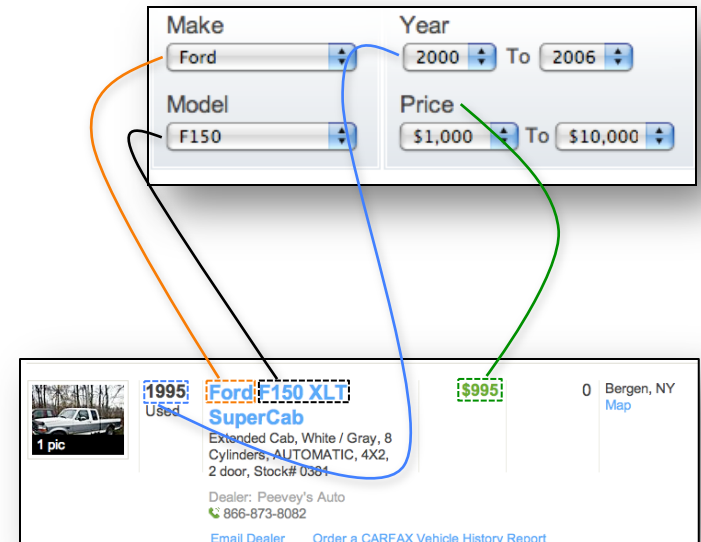 Make Year
Ford 2000 To 2006
Model Price
F150 $1,000 To $10,000
1995 Ford F150 XLT $995 0 Bergen, NY
Used SuperCab Map
Extended Cab, White / Gray, 8
Cylinders, AUTOMATIC, 4X2,
1 pic
2 door, Stock# 0381
Dealer: Peevey's Auto
866-873-8082
Email Dealer Order a CARFAX Vehicle History Report